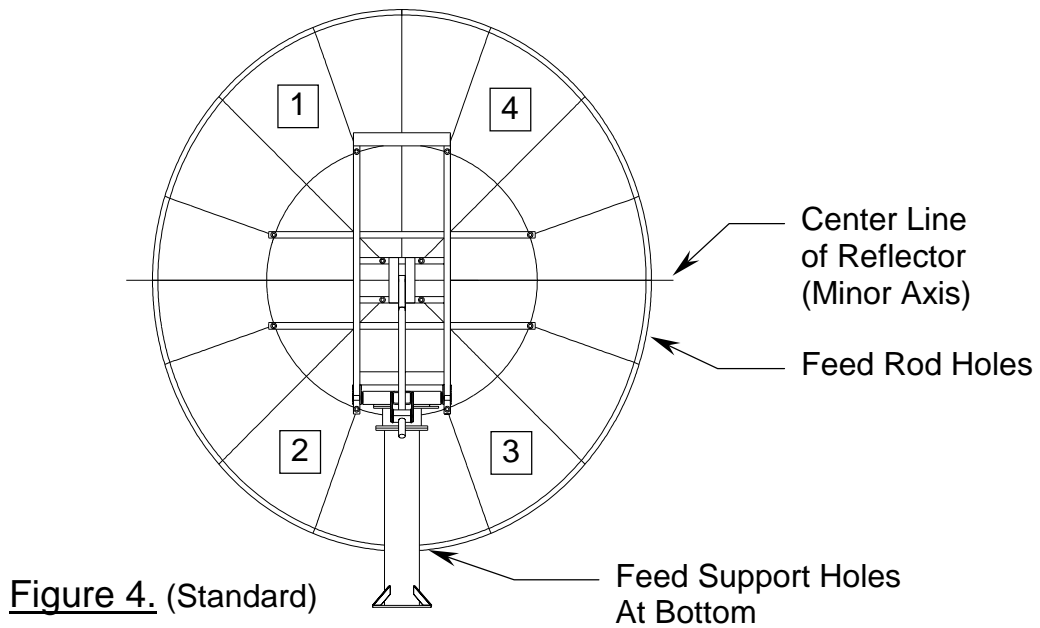 1
4
Center Line
of Reflector
(Minor Axis)
Feed Rod Holes
2
3
Feed Support Holes
At Bottom
Figure 4. (Standard)